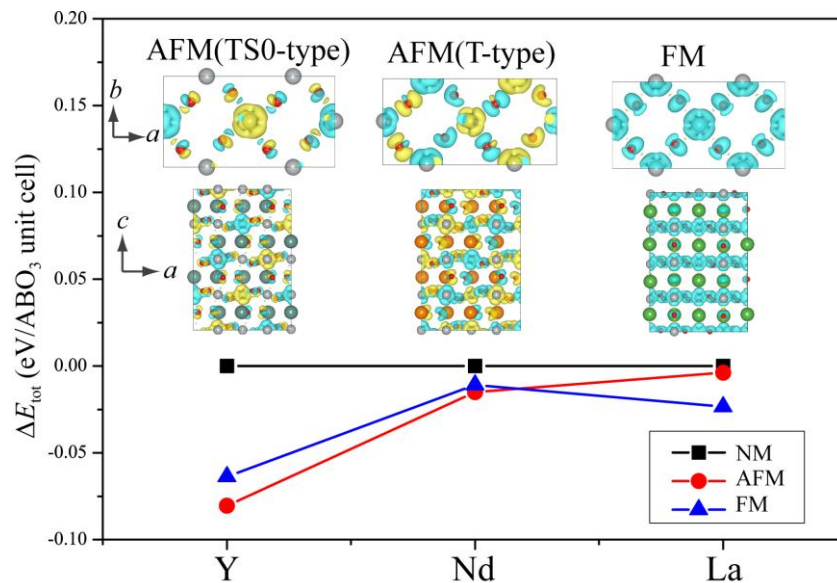 0.20
0.15
0.10
0.05
0.00
-0.05
-0.10
ΔE_tot (eV/ABO₃ unit cell)
AFM(TS0-type) AFM(T-type) FM
b
a
c
a
NM
AFM
FM
Y Nd La